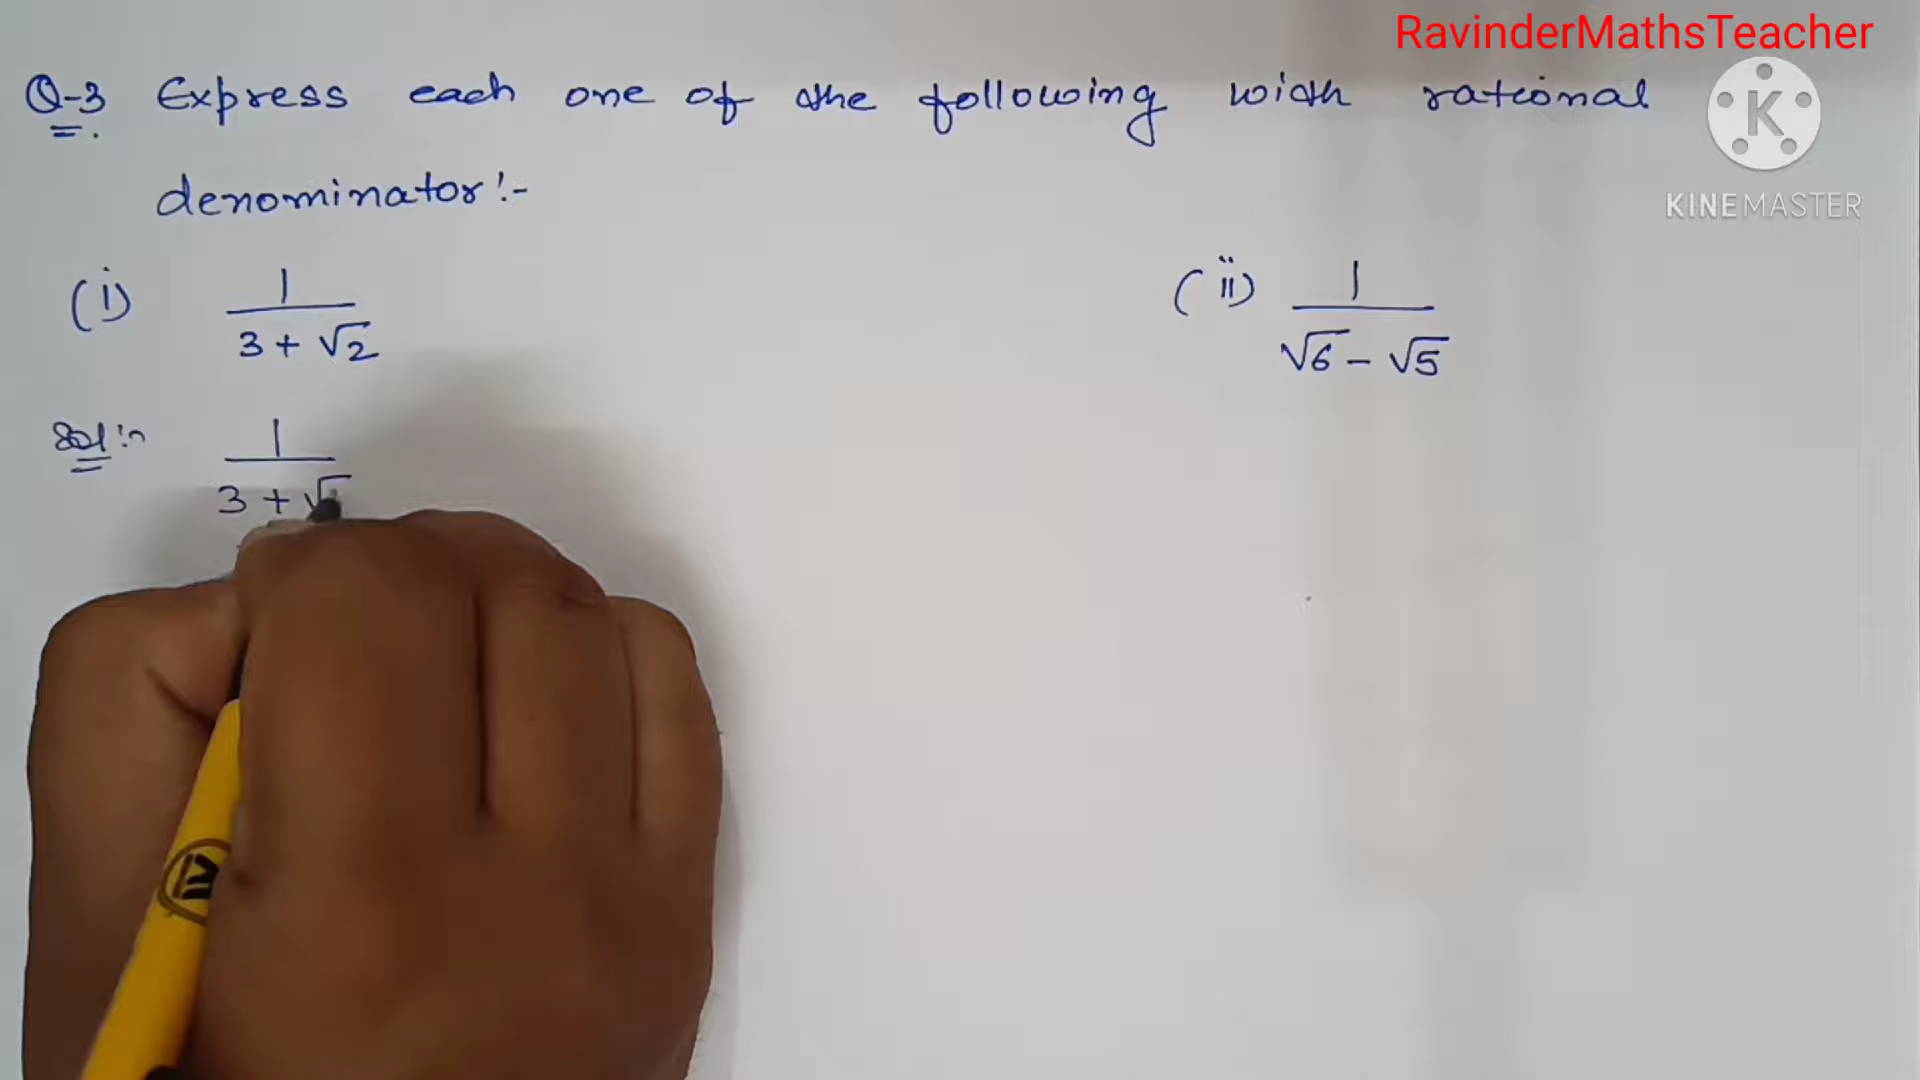 RavinderMathsTeacher
Q-3 Express each one of the following with rational
denominator:-
KINEMASTER
(i) 1/(3+√2)
(ii) 1/(√6-√5)
Sol:n 1/(3+√